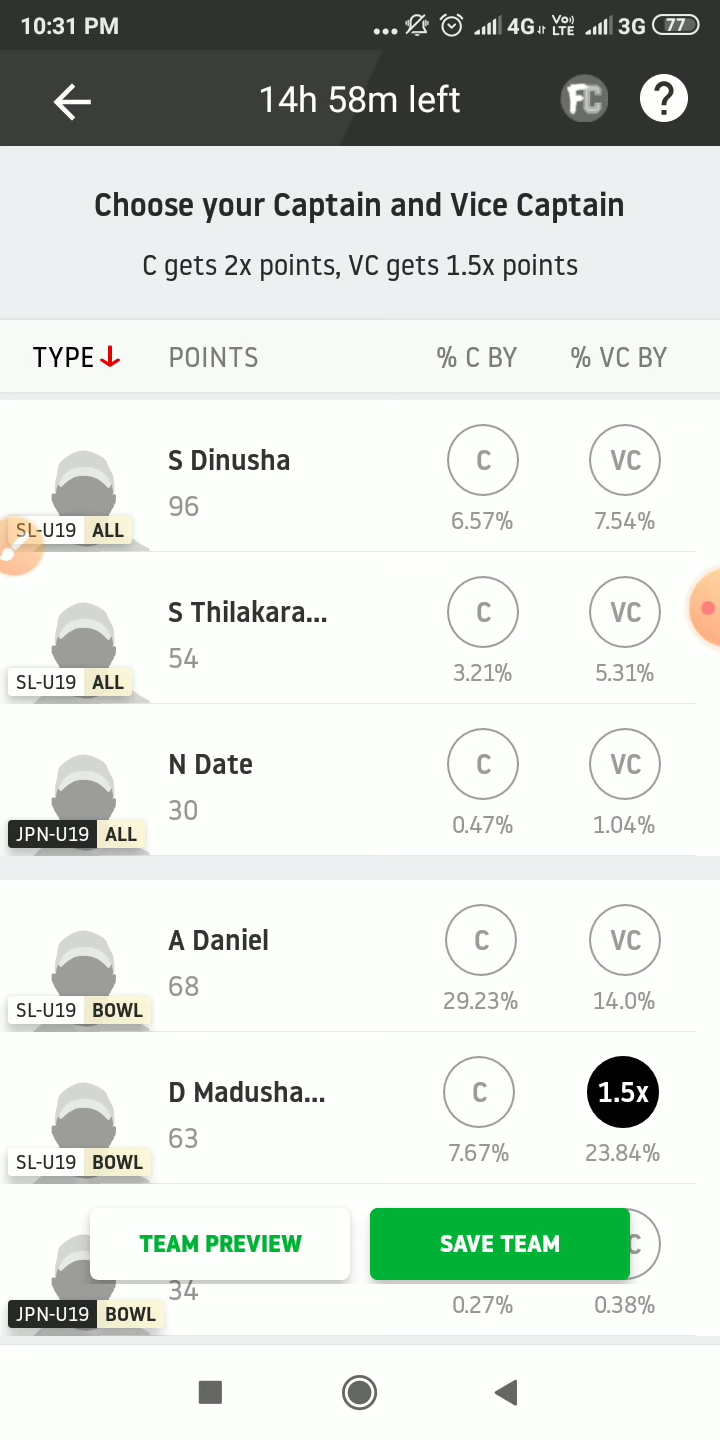 10:31 PM ... 4G Vo)) LTE 3G 77
14h 58m left FC ?
Choose your Captain and Vice Captain
C gets 2x points, VC gets 1.5x points
TYPE POINTS % C BY % VC BY
S Dinusha C VC
96 6.57% 7.54%
SL-U19 ALL
S Thilakara... C VC
54 3.21% 5.31%
SL-U19 ALL
N Date C VC
30 0.47% 1.04%
JPN-U19 ALL
A Daniel C VC
68 29.23% 14.0%
SL-U19 BOWL
D Madusha... C 1.5x
63 7.67% 23.84%
SL-U19 BOWL
TEAM PREVIEW SAVE TEAM C
34 0.27% 0.38%
JPN-U19 BOWL